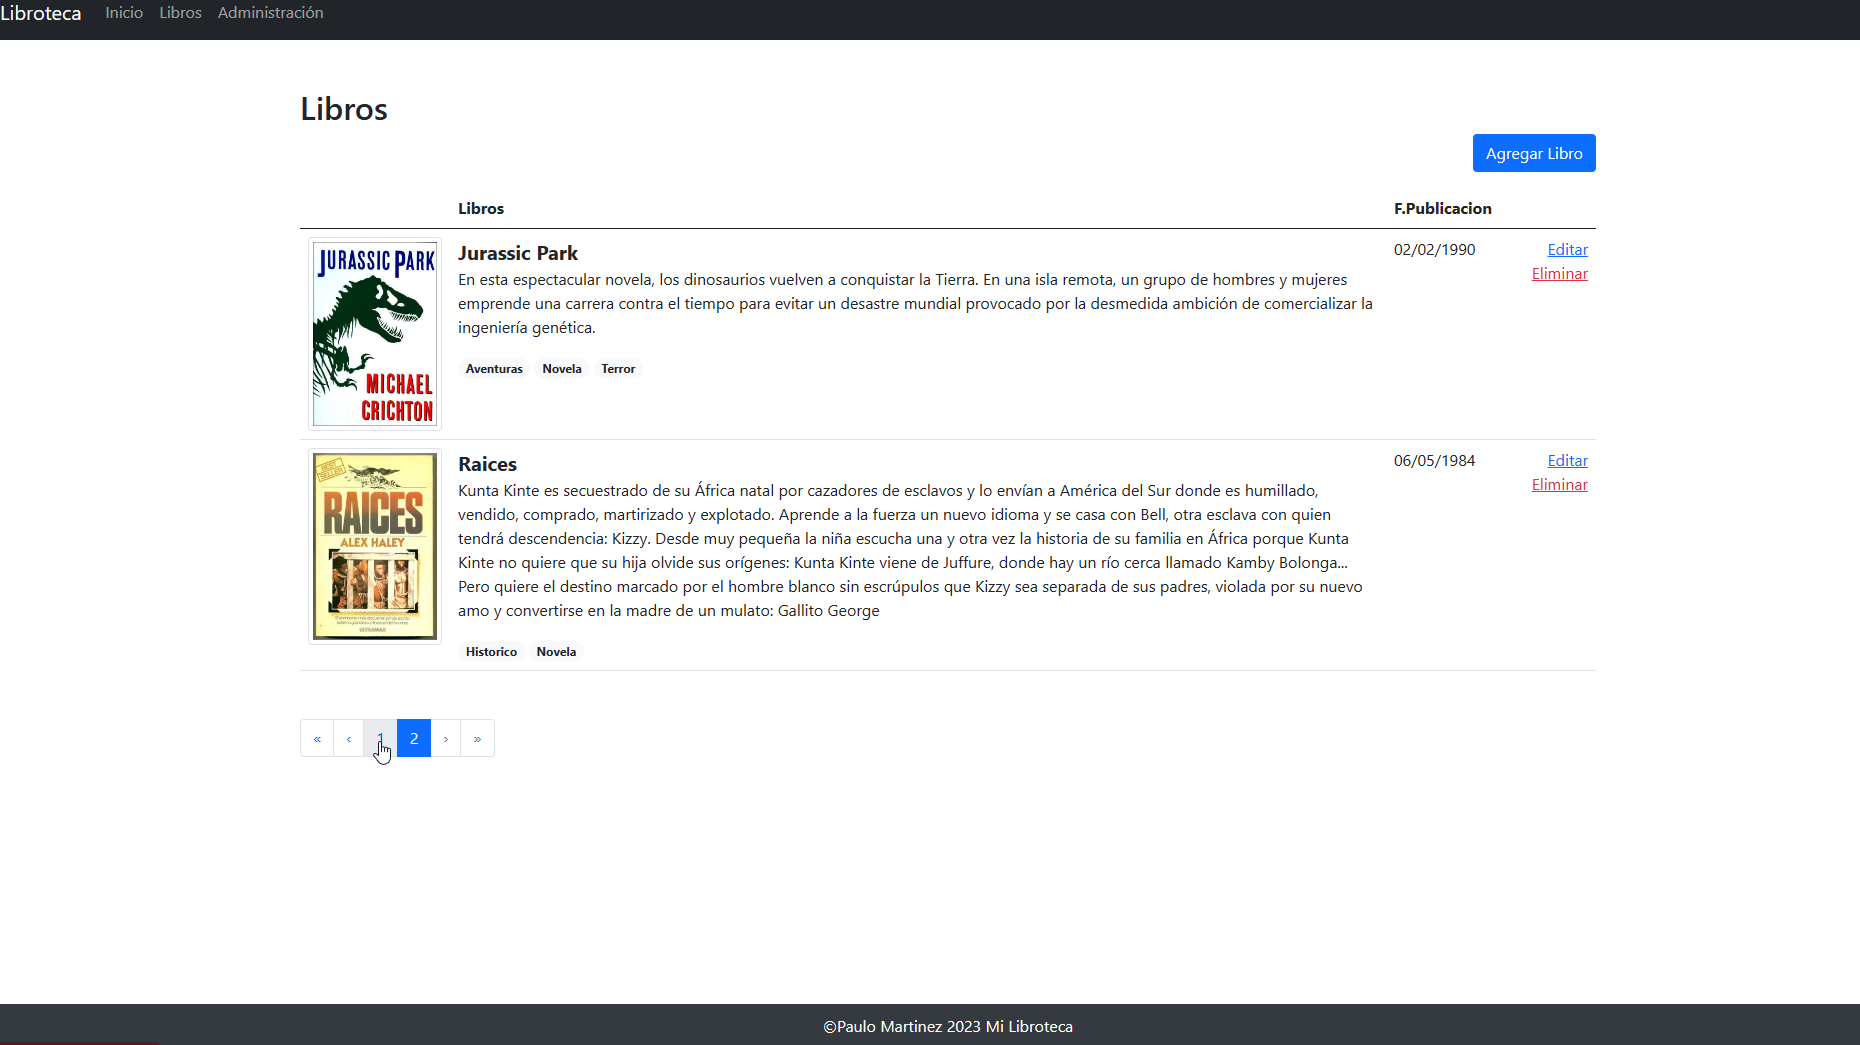 Libroteca Inicio Libros Administración
Libros
Agregar Libro
Libros F.Publicacion
JURASSIC PARK
MICHAEL
CRICHTON
Jurassic Park
En esta espectacular novela, los dinosaurios vuelven a conquistar la Tierra. En una isla remota, un grupo de hombres y mujeres
emprende una carrera contra el tiempo para evitar un desastre mundial provocado por la desmedida ambición de comercializar la
ingeniería genética.
Aventuras Novela Terror
02/02/1990
Editar
Eliminar
BEST
SELLER
RAICES
ALEX HALEY
ULTRAMAR
Raices
Kunta Kinte es secuestrado de su África natal por cazadores de esclavos y lo envían a América del Sur donde es humillado,
vendido, comprado, martirizado y explotado. Aprende a la fuerza un nuevo idioma y se casa con Bell, otra esclava con quien
tendrá descendencia: Kizzy. Desde muy pequeña la niña escucha una y otra vez la historia de su familia en África porque Kunta
Kinte no quiere que su hija olvide sus orígenes: Kunta Kinte viene de Juffure, donde hay un río cerca llamado Kamby Bolonga...
Pero quiere el destino marcado por el hombre blanco sin escrúpulos que Kizzy sea separada de sus padres, violada por su nuevo
amo y convertirse en la madre de un mulato: Gallito George
Historico Novela
06/05/1984
Editar
Eliminar
« ‹ 1 2 › »
©Paulo Martinez 2023 Mi Libroteca